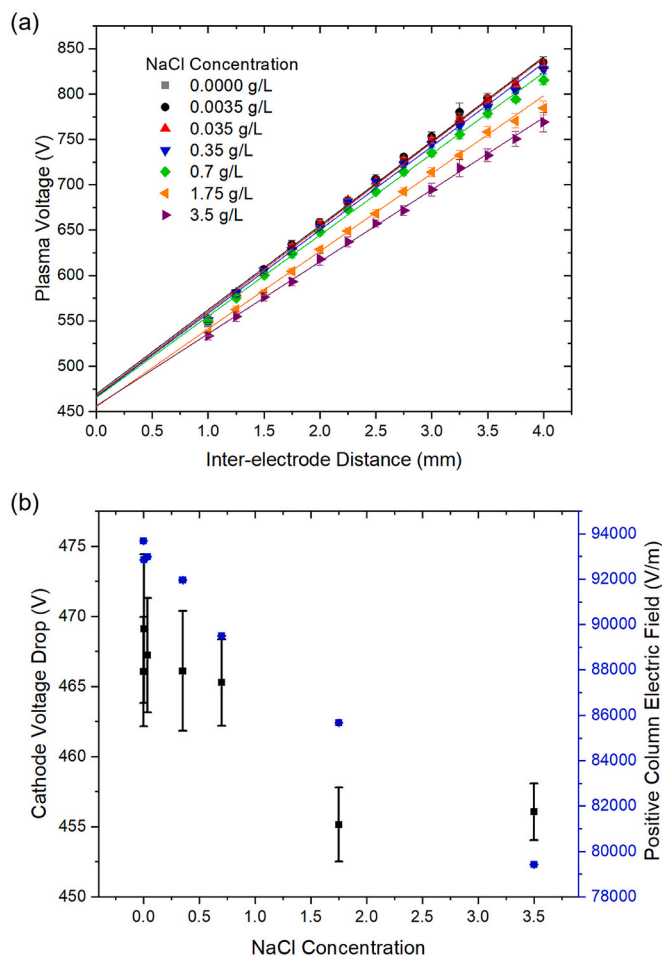 (a)
850
800
750
700
650
600
550
500
450
Plasma Voltage (V)
NaCl Concentration
0.0000 g/L
0.0035 g/L
0.035 g/L
0.35 g/L
0.7 g/L
1.75 g/L
3.5 g/L
0.0 0.5 1.0 1.5 2.0 2.5 3.0 3.5 4.0
Inter-electrode Distance (mm)
(b)
475
470
465
460
455
450
Cathode Voltage Drop (V)
94000
92000
90000
88000
86000
84000
82000
80000
78000
Positive Column Electric Field (V/m)
0.0 0.5 1.0 1.5 2.0 2.5 3.0 3.5
NaCl Concentration